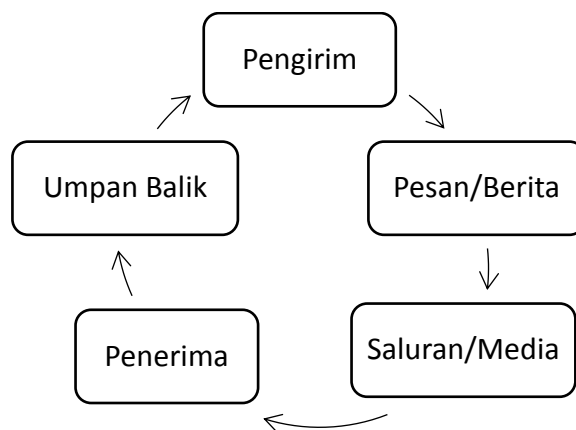 Pengirim
Umpan Balik
Pesan/Berita
Penerima
Saluran/Media